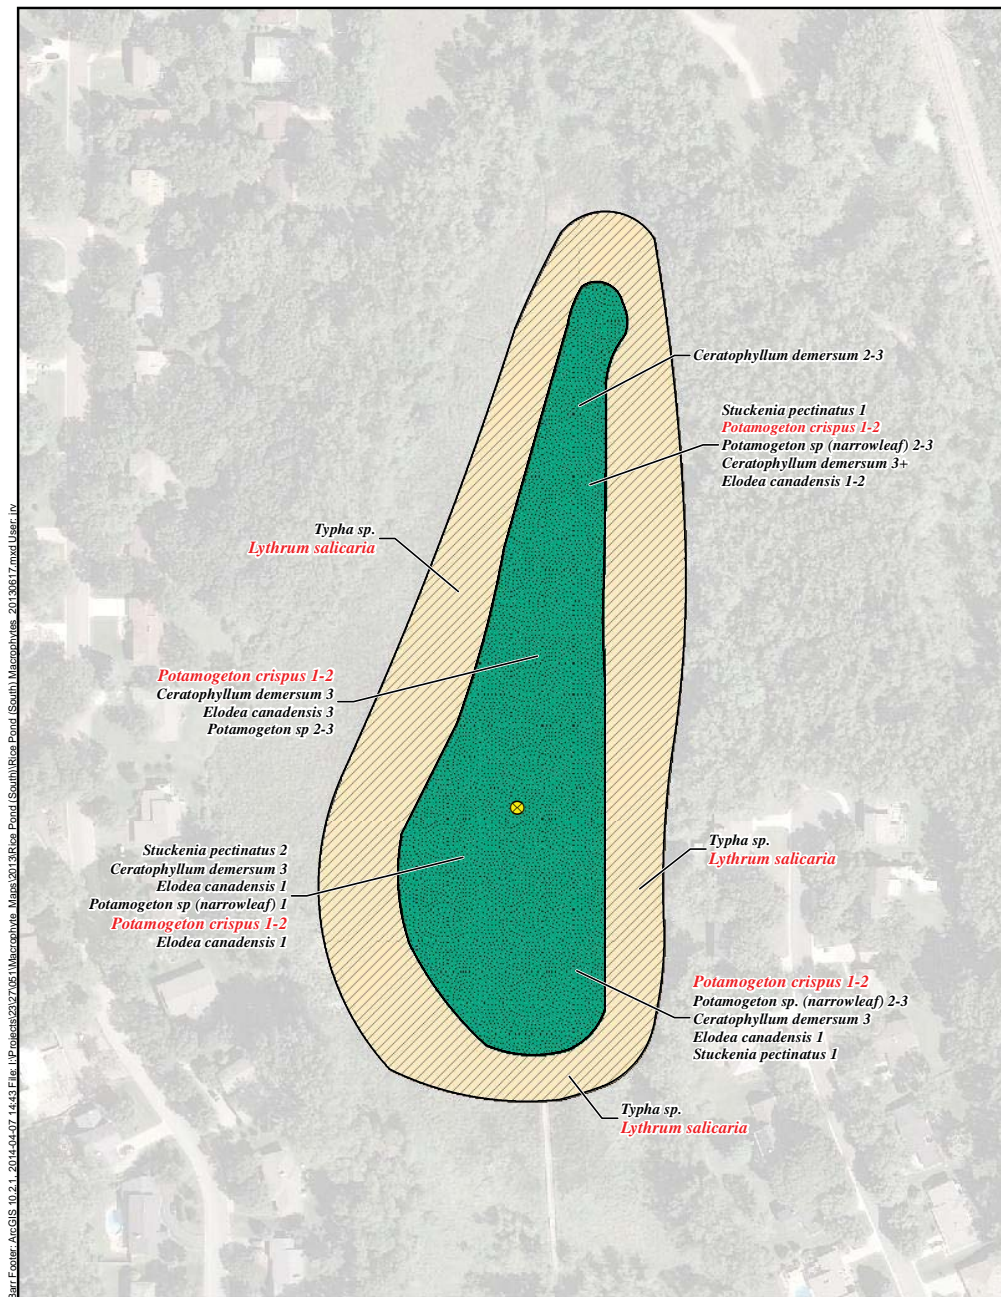 Ceratophyllum demersum 2-3
Stuckenia pectinatus 1
Potamogeton crispus 1-2
Potamogeton sp (narrowleaf) 2-3
Ceratophyllum demersum 3+
Elodea canadensis 1-2
Typha sp.
Lythrum salicaria
Potamogeton crispus 1-2
Ceratophyllum demersum 3
Elodea canadensis 3
Potamogeton sp 2-3
Typha sp.
Lythrum salicaria
Stuckenia pectinatus 2
Ceratophyllum demersum 3
Elodea canadensis 1
Potamogeton sp (narrowleaf) 1
Potamogeton crispus 1-2
Elodea canadensis 1
Potamogeton crispus 1-2
Potamogeton sp. (narrowleaf) 2-3
Ceratophyllum demersum 3
Elodea canadensis 1
Stuckenia pectinatus 1
Typha sp.
Lythrum salicaria
Barr Footer: ArcGIS 10.2.1, 2014-04-07 14:43 File: I:\Projects\23\27\051\Macrophyte_Maps\2013\Rice Pond (South)\Rice Pond (South) Macrophytes_20130617.mxd User: jrv